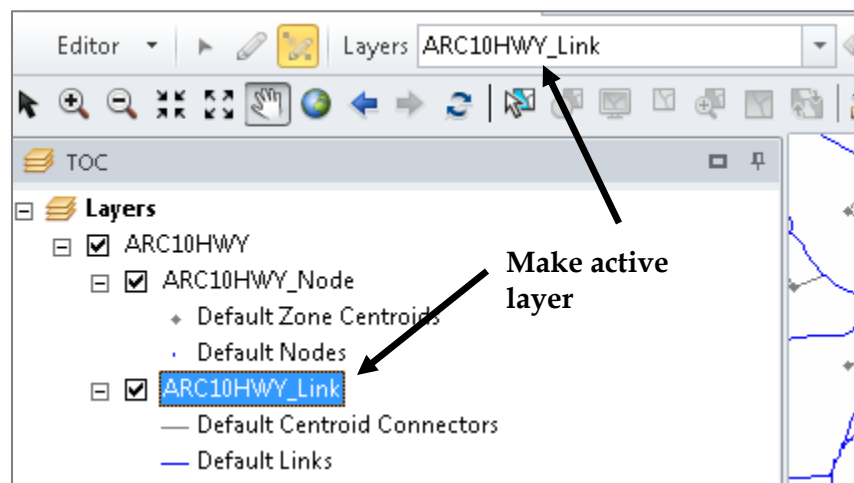 Editor Layers ARC10HWY_Link
TOC
Layers
ARC10HWY
ARC10HWY_Node
Default Zone Centroids
Default Nodes
ARC10HWY_Link
Default Centroid Connectors
Default Links
Make active
layer